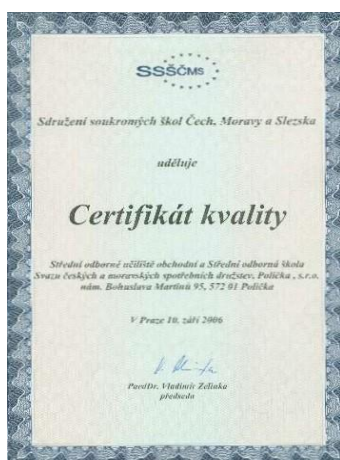 SSŠČMS
Sdružení soukromých škol Čech, Moravy a Slezska
uděluje
Certifikát kvality
Střední odborné učiliště obchodní a Střední odborná škola
Svazu českých a moravských spotřebních družstev, Polička , s.r.o.
nám. Bohuslava Martinů 95, 572 01 Polička
V Praze 10. září 2006
PaedDr. Vladimír Zelinka
předseda